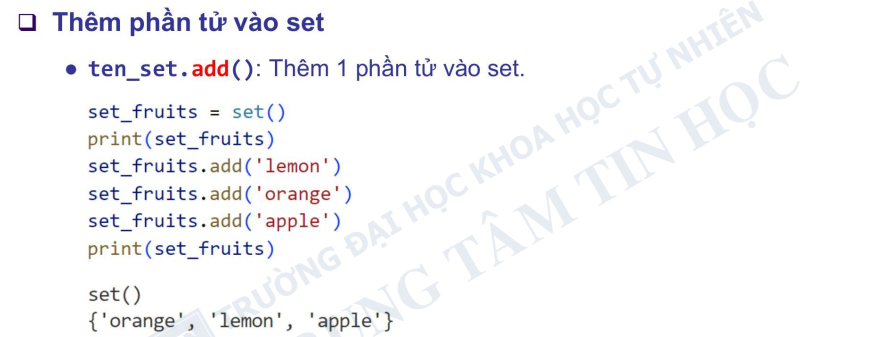 ❑ Thêm phần tử vào set
● ten_set.add(): Thêm 1 phần tử vào set.
set_fruits = set()
print(set_fruits)
set_fruits.add('lemon')
set_fruits.add('orange')
set_fruits.add('apple')
print(set_fruits)
set()
{'orange', 'lemon', 'apple'}
TRƯỜNG ĐẠI HỌC KHOA HỌC TỰ NHIÊN
TRUNG TÂM TIN HỌC